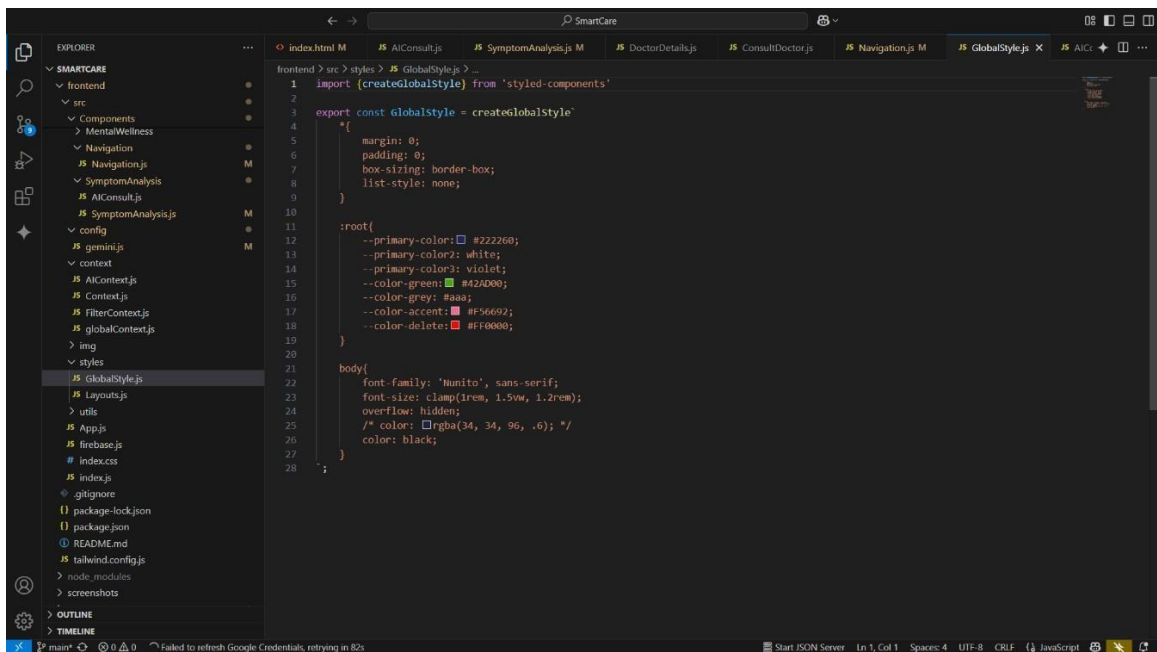 SmartCare
EXPLORER
index.html M
AIConsult.js
SymptomAnalysis.js M
DoctorDetails.js
ConsultDoctor.js
Navigation.js M
GlobalStyle.js
SMARTCARE
frontend
src
Components
MentalWellness
Navigation
Navigation.js M
SymptomAnalysis
AIConsult.js
SymptomAnalysis.js M
config
gemini.js M
context
AIContext.js
Context.js
FilterContext.js
globalContext.js
img
styles
GlobalStyle.js
Layouts.js
utils
App.js
firebase.js
index.css
index.js
.gitignore
package-lock.json
package.json
README.md
tailwind.config.js
node_modules
screenshots
OUTLINE
TIMELINE
frontend > src > styles > JS GlobalStyle.js > ...
1 import {createGlobalStyle} from 'styled-components'
2
3 export const GlobalStyle = createGlobalStyle`
4 *{
5 margin: 0;
6 padding: 0;
7 box-sizing: border-box;
8 list-style: none;
9 }
10
11 :root{
12 --primary-color: #222260;
13 --primary-color2: white;
14 --primary-color3: violet;
15 --color-green: #42AD00;
16 --color-grey: #aaa;
17 --color-accent: #F56692;
18 --color-delete: #FF0000;
19 }
20
21 body{
22 font-family: 'Nunito', sans-serif;
23 font-size: clamp(1rem, 1.5vw, 1.2rem);
24 overflow: hidden;
25 /* color: rgba(34, 34, 96, .6); */
26 color: black;
27 }
28 `;
main* 0 0 Failed to refresh Google Credentials, retrying in 82s
Start JSON Server Ln 1, Col 1 Spaces: 4 UTF-8 CRLF JavaScript